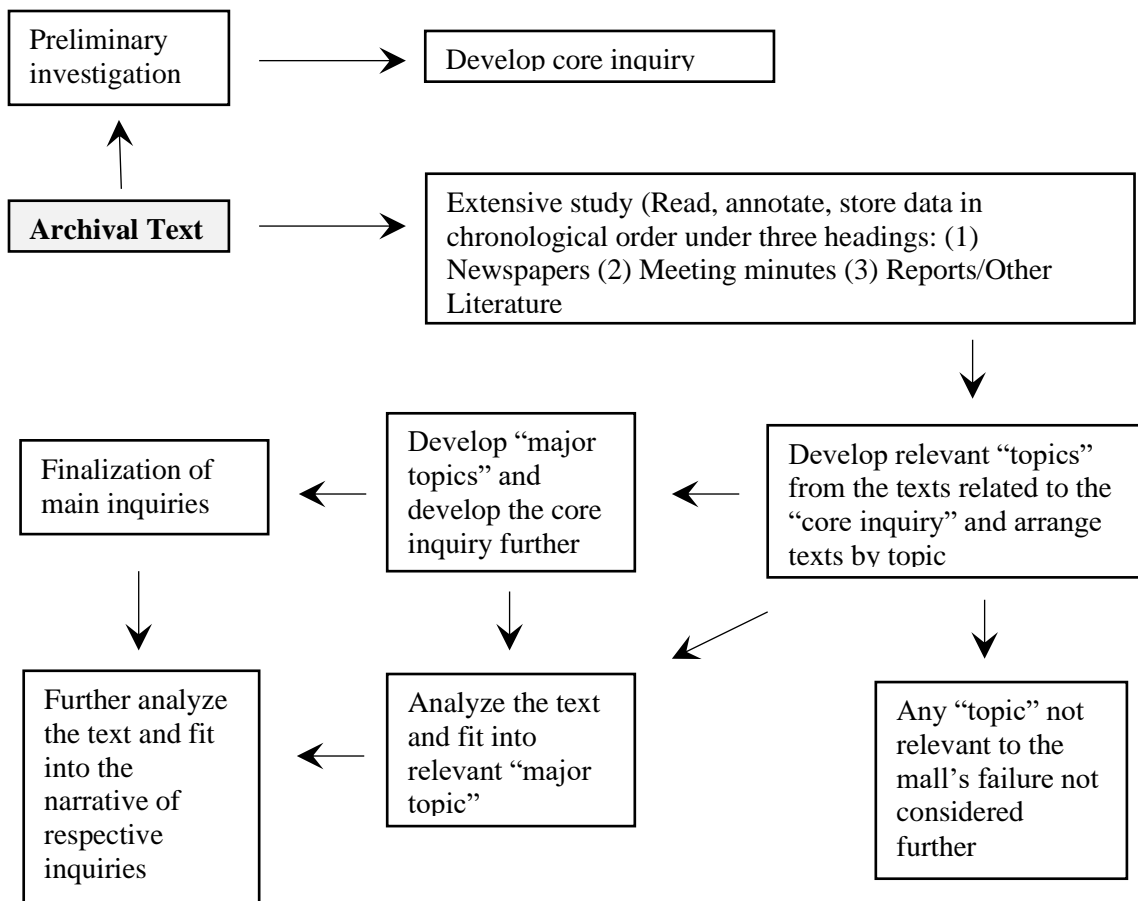 Preliminary
investigation
Develop core inquiry
Archival Text
Extensive study (Read, annotate, store data in
chronological order under three headings: (1)
Newspapers (2) Meeting minutes (3) Reports/Other
Literature
Finalization of
main inquiries
Develop “major
topics” and
develop the core
inquiry further
Develop relevant “topics”
from the texts related to the
“core inquiry” and arrange
texts by topic
Further analyze
the text and fit
into the
narrative of
respective
inquiries
Analyze the text
and fit into
relevant “major
topic”
Any “topic” not
relevant to the
mall’s failure not
considered
further